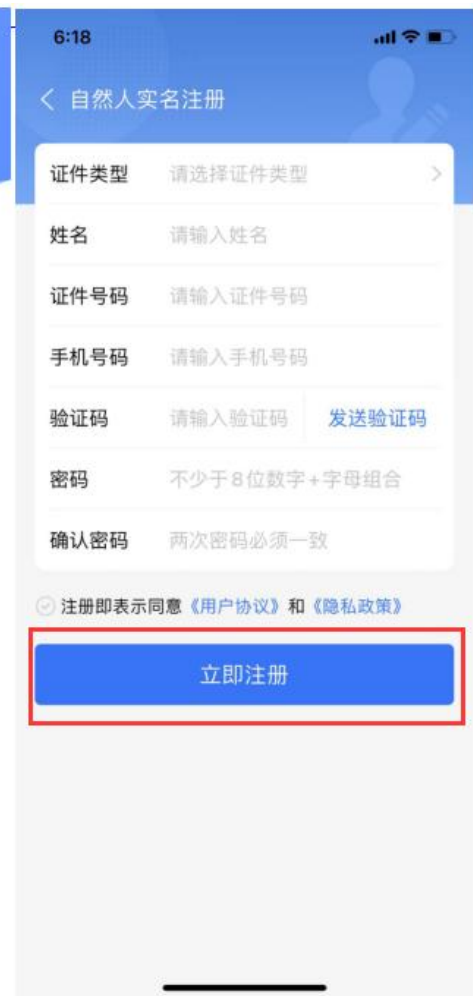 6:18
自然人实名注册
证件类型 请选择证件类型
姓名 请输入姓名
证件号码 请输入证件号码
手机号码 请输入手机号码
验证码 请输入验证码 发送验证码
密码 不少于8位数字+字母组合
确认密码 两次密码必须一致
注册即表示同意《用户协议》和《隐私政策》
立即注册